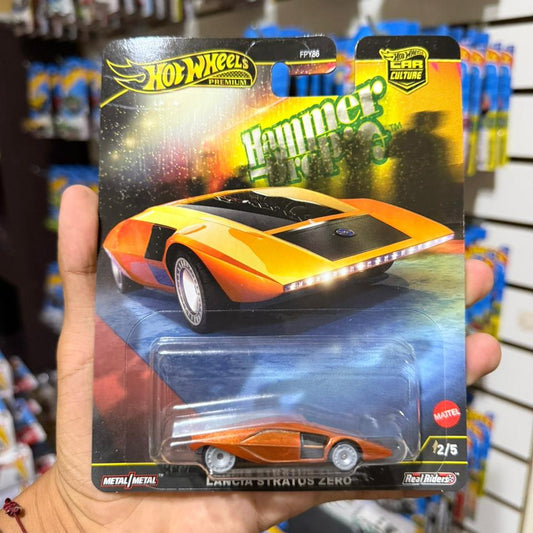 HOT WHEELS
PREMIUM
FPY86
HOT WHEELS
CAR
CULTURE
Hammer
Drop
TM
MATTEL
2/5
LANCIA STRATOS ZERO
METAL/METAL
Real Riders